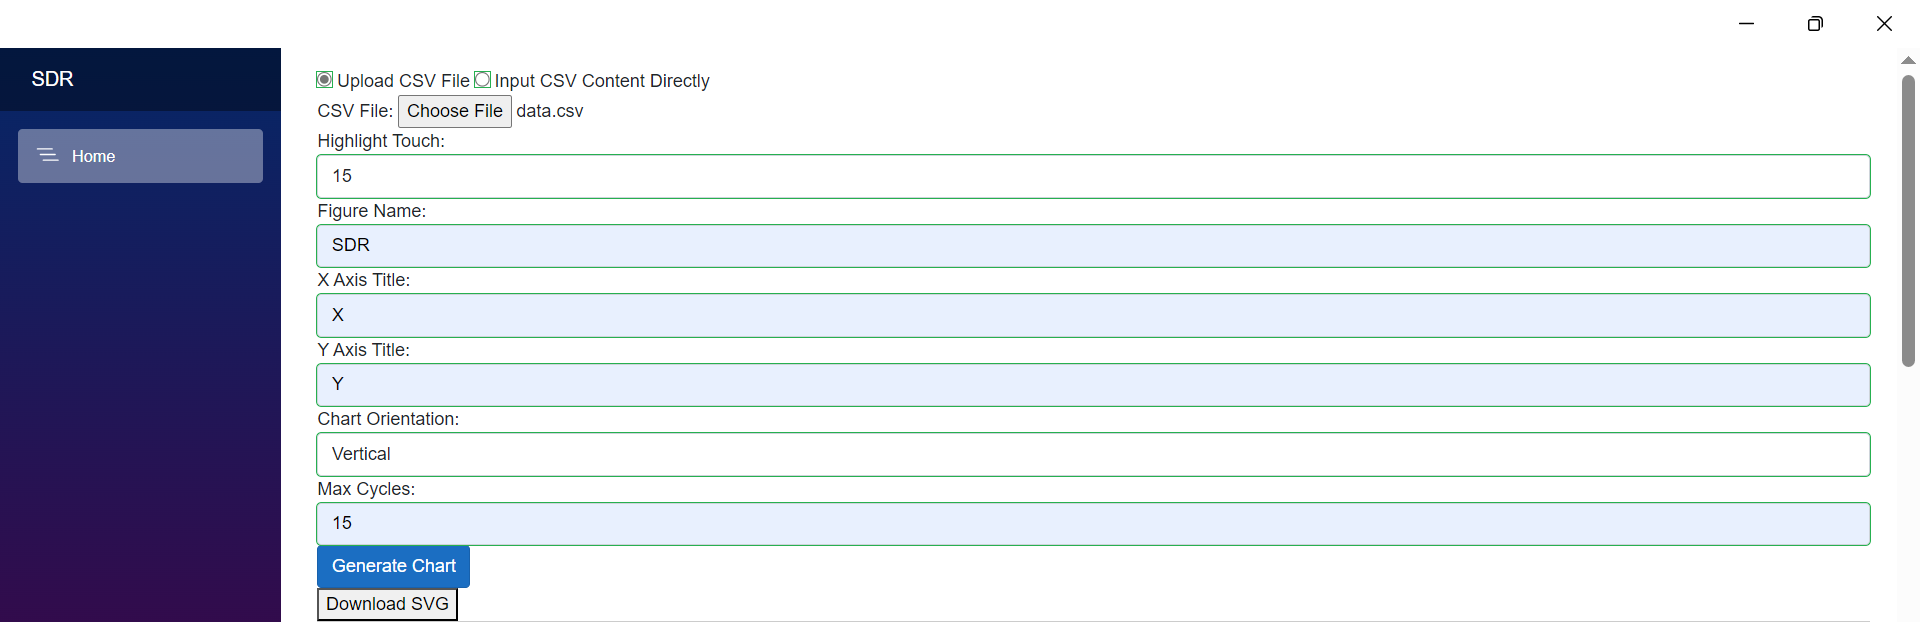 SDR
Home
Upload CSV File Input CSV Content Directly
CSV File: Choose File data.csv
Highlight Touch:
15
Figure Name:
SDR
X Axis Title:
X
Y Axis Title:
Y
Chart Orientation:
Vertical
Max Cycles:
15
Generate Chart
Download SVG